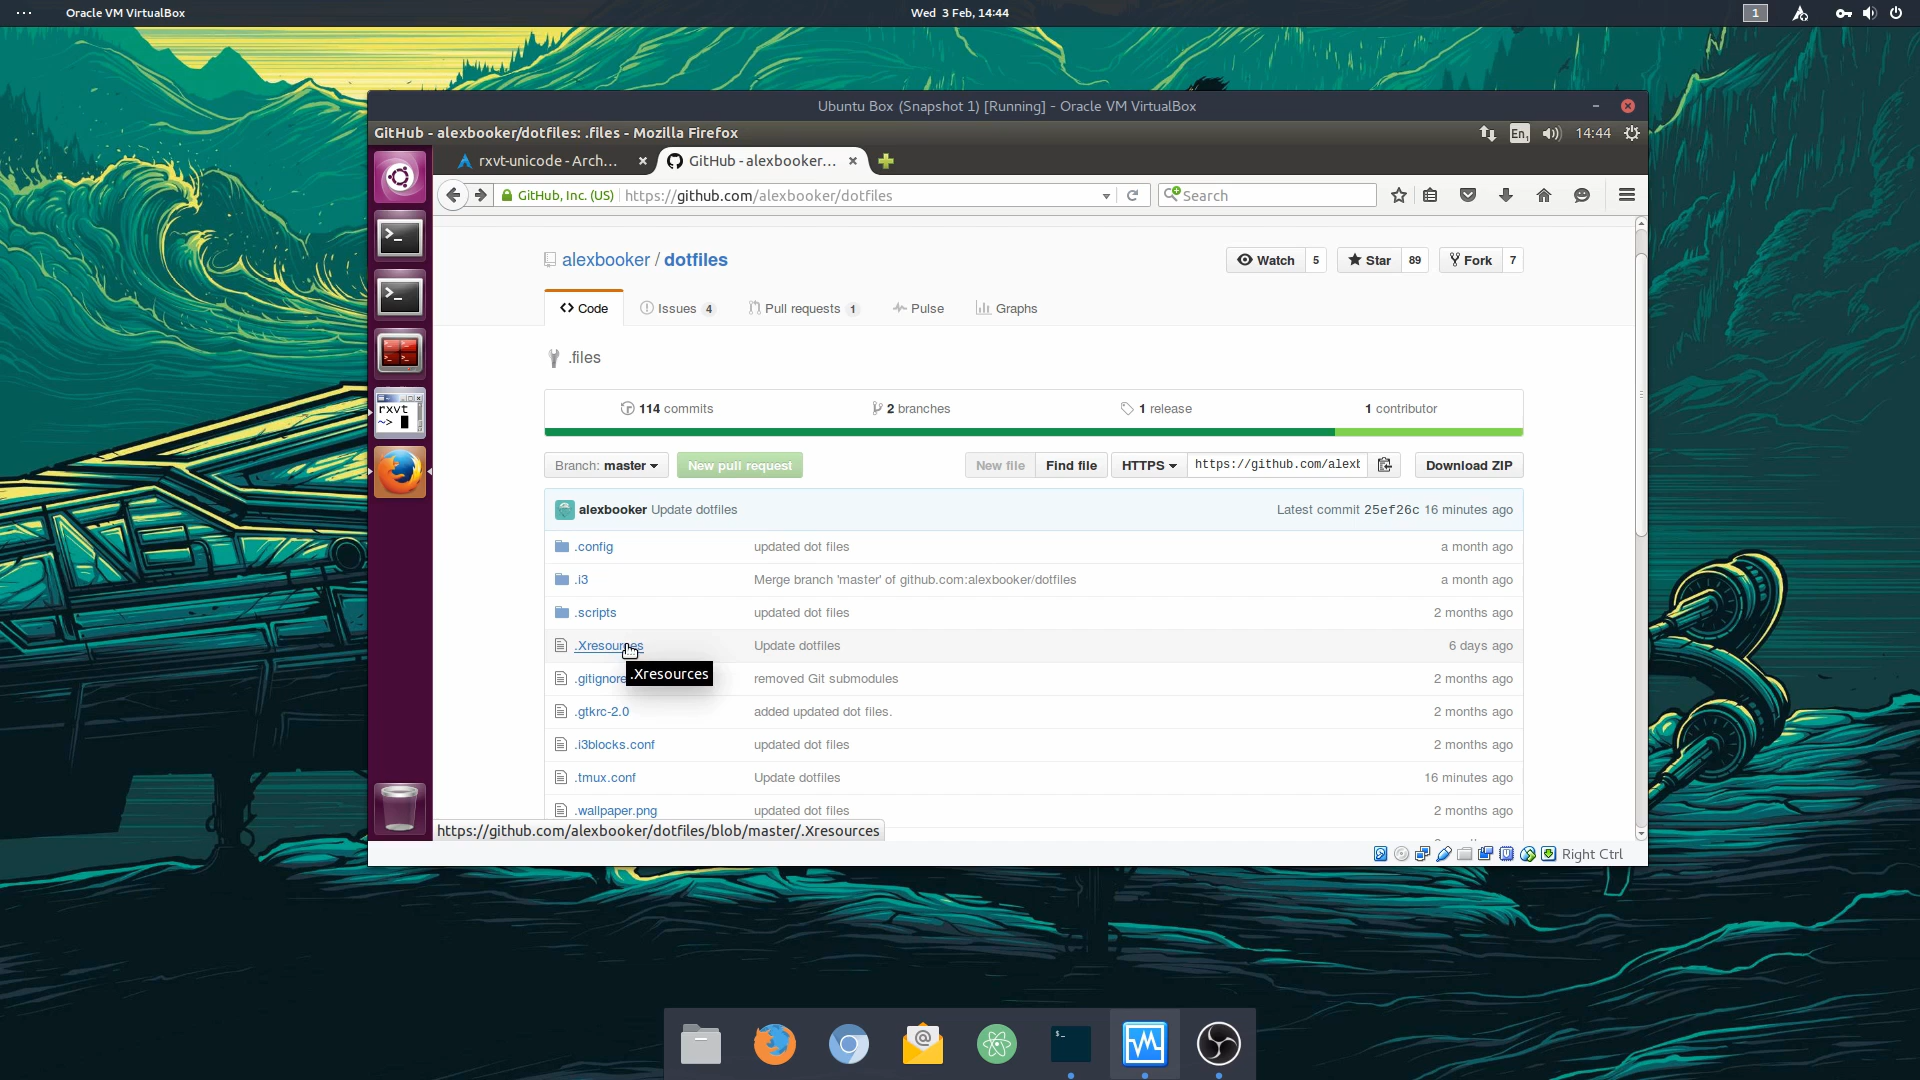 Oracle VM VirtualBox
Wed 3 Feb, 14:44
1
Ubuntu Box (Snapshot 1) [Running] - Oracle VM VirtualBox
GitHub - alexbooker/dotfiles: .files - Mozilla Firefox
En1
14:44
rxvt-unicode - Arch...
GitHub - alexbooker...
GitHub, Inc. (US)
https://github.com/alexbooker/dotfiles
Search
alexbooker / dotfiles
Watch 5
Star 89
Fork 7
Code
Issues 4
Pull requests 1
Pulse
Graphs
.files
114 commits
2 branches
1 release
1 contributor
Branch: master
New pull request
New file
Find file
HTTPS
https://github.com/alext
Download ZIP
alexbooker Update dotfiles
Latest commit 25ef26c 16 minutes ago
.config updated dot files a month ago
.i3 Merge branch 'master' of github.com:alexbooker/dotfiles a month ago
.scripts updated dot files 2 months ago
.Xresources Update dotfiles 6 days ago
.Xresources
.gitignore removed Git submodules 2 months ago
.gtkrc-2.0 added updated dot files. 2 months ago
.i3blocks.conf updated dot files 2 months ago
.tmux.conf Update dotfiles 16 minutes ago
.wallpaper.png updated dot files 2 months ago
https://github.com/alexbooker/dotfiles/blob/master/.Xresources
Right Ctrl
rxvt
~>